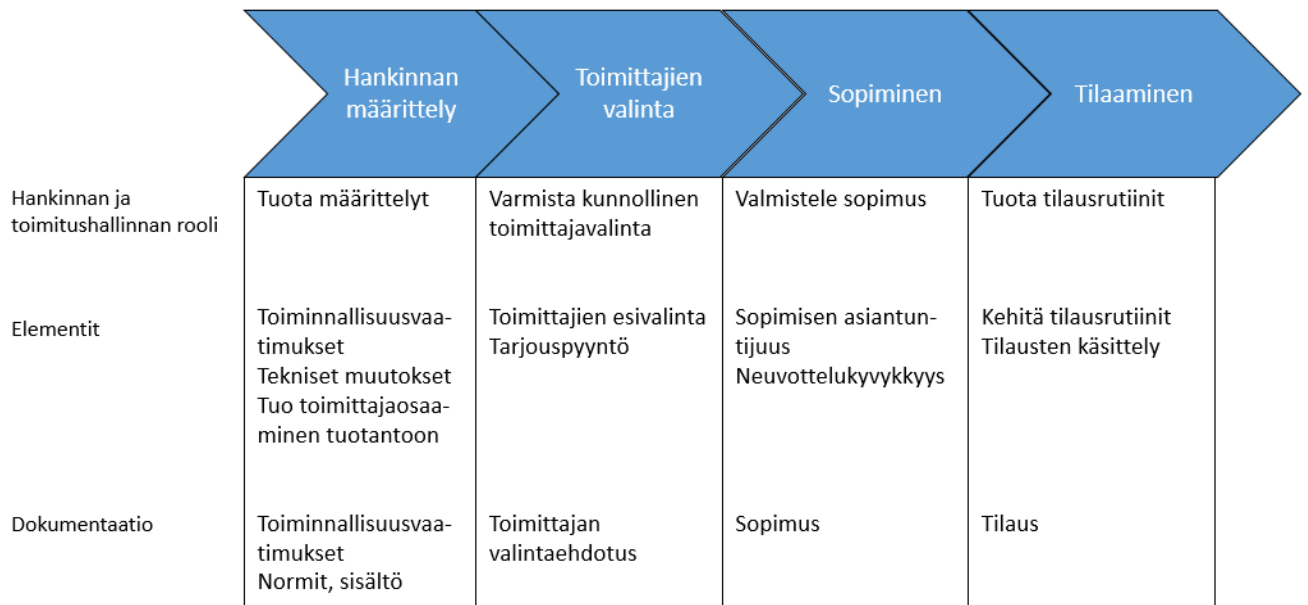 Hankinnan
määrittely
Toimittajien
valinta
Sopiminen
Tilaaminen
Hankinnan ja
toimitushallinnan rooli
Tuota määrittelyt
Varmista kunnollinen
toimittajavalinta
Valmistele sopimus
Tuota tilausrutiinit
Elementit
Toiminnallisuusvaa-
timukset
Tekniset muutokset
Tuo toimittajaosaa-
minen tuotantoon
Toimittajien esivalinta
Tarjouspyyntö
Sopimisen asiantun-
tijuus
Neuvottelukyvykkyys
Kehitä tilausrutiinit
Tilausten käsittely
Dokumentaatio
Toiminnallisuusvaa-
timukset
Normit, sisältö
Toimittajan
valintaehdotus
Sopimus
Tilaus